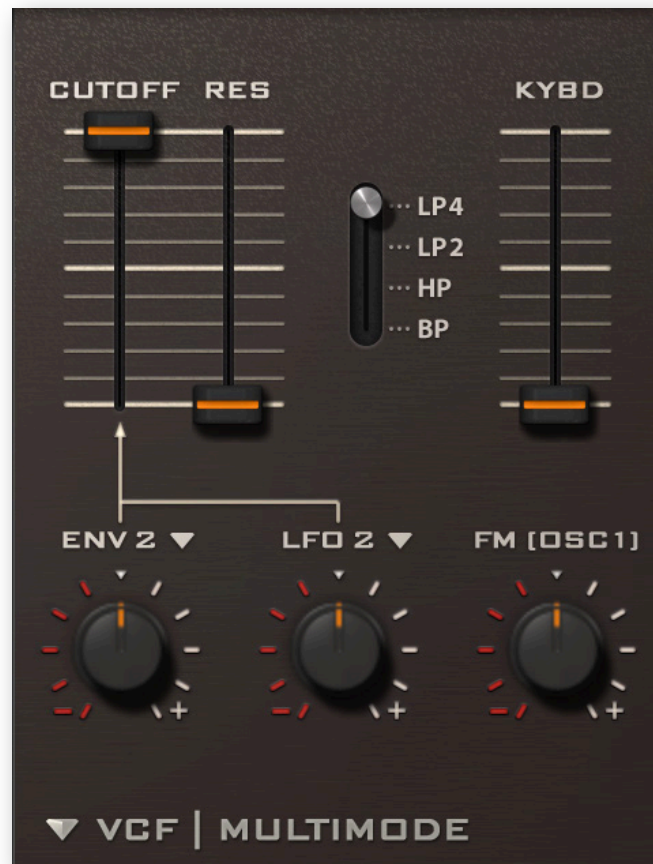 CUTOFF RES KYBD
LP4
LP2
HP
BP
ENV 2 LFO 2 FM [OSC1]
- + - + - +
VCF | MULTIMODE